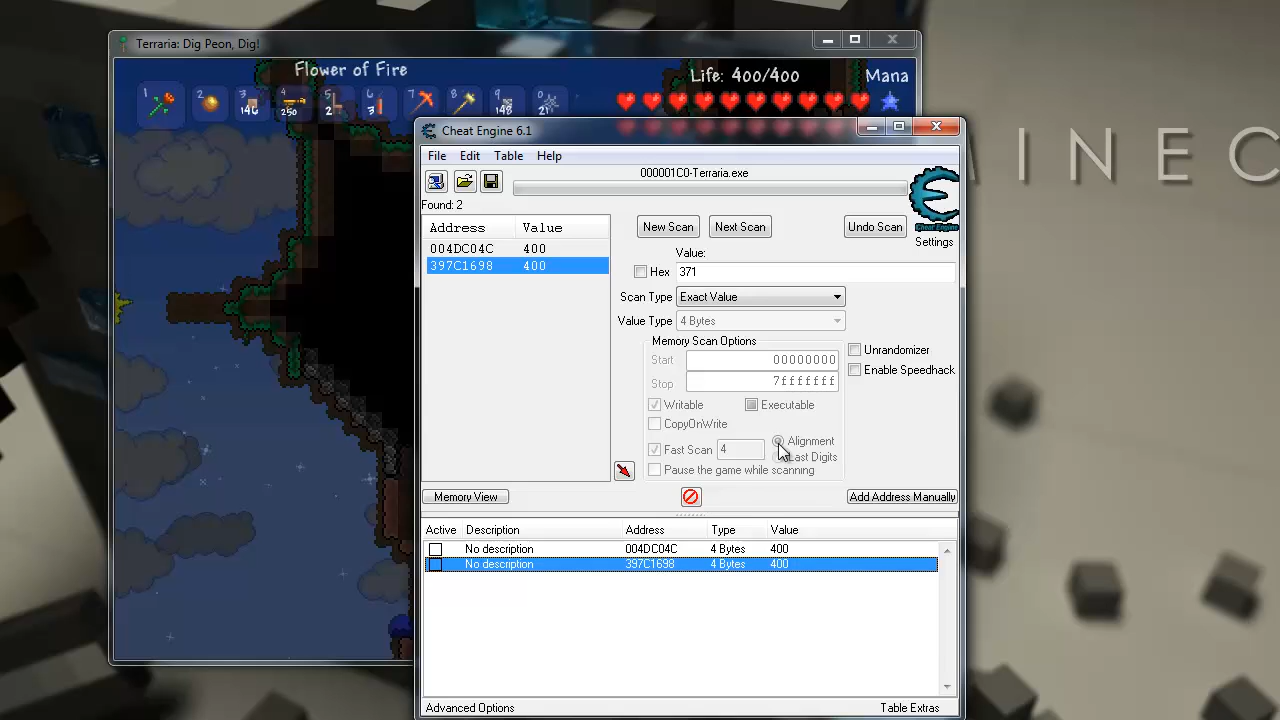 Terraria: Dig Peon, Dig!
Flower of Fire
Life: 400/400
Mana
1 2 3 4 5 6 7 8 9 0
146 250 2 3 148 21
MINEC
Cheat Engine 6.1
File Edit Table Help
000001C0-Terraria.exe
Found: 2
Address Value
004DC04C 400
397C1698 400
New Scan Next Scan Undo Scan
Cheat Engine
Settings
Value:
Hex 371
Scan Type Exact Value
Value Type 4 Bytes
Memory Scan Options
Start 00000000
Stop 7fffffff
Unrandomizer
Enable Speedhack
Writable Executable
CopyOnWrite
Fast Scan 4 Alignment
Last Digits
Pause the game while scanning
Memory View
Add Address Manually
Active Description Address Type Value
No description 004DC04C 4 Bytes 400
No description 397C1698 4 Bytes 400
Advanced Options
Table Extras